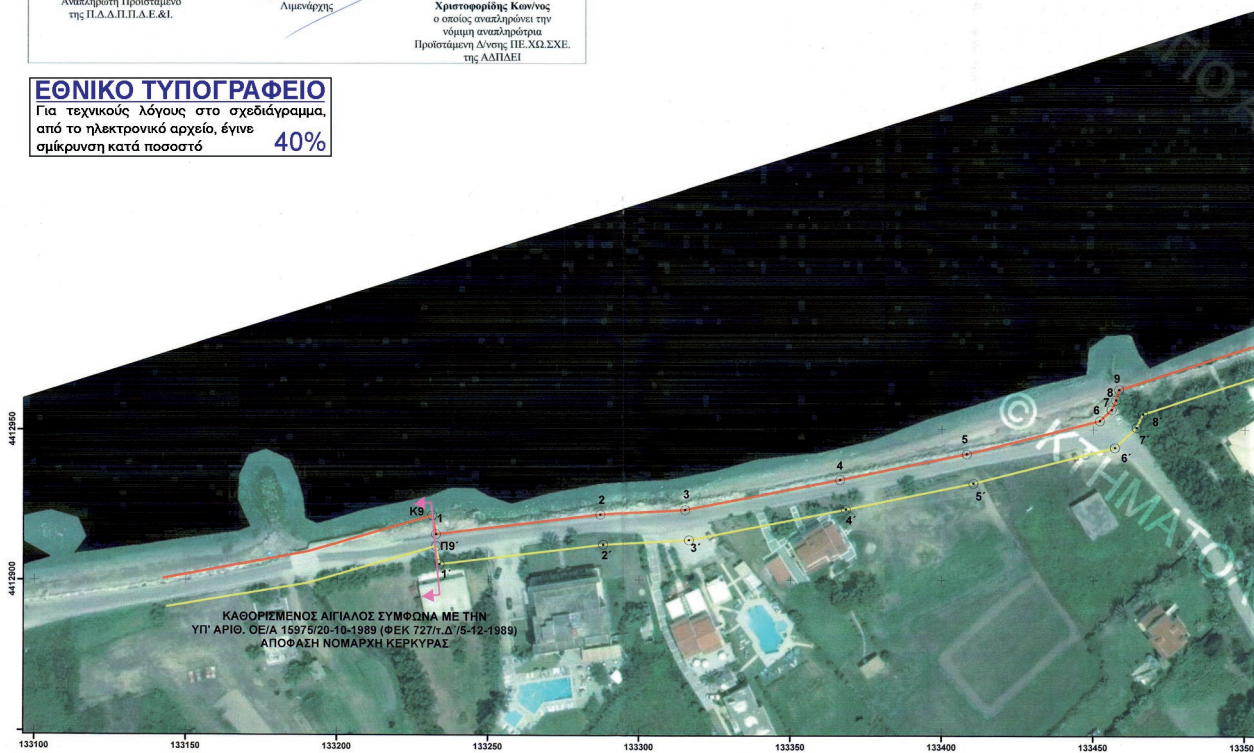 Αναπληρωτή Προϊστάμενο
της Π.Δ.Δ.Π.Π.Δ.Ε.&Ι.
Λιμενάρχης
Χριστοφορίδης Κων/νος
ο οποίος αναπληρώνει την
νόμιμη αναπληρώτρια
Προϊστάμενη Δ/νσης ΠΕ.ΧΩ.ΣΧΕ.
της ΑΔΠΔΕΙ
ΕΘΝΙΚΟ ΤΥΠΟΓΡΑΦΕΙΟ
Για τεχνικούς λόγους στο σχεδιάγραμμα,
από το ηλεκτρονικό αρχείο, έγινε
σμίκρυνση κατά ποσοστό 40%
9
8
7
6
8΄
7΄
6΄
© ΚΤΗΜΑΤΟ
5
4
5΄
3
4΄
2
Κ9
1
3΄
2΄
Π9΄
1΄
4412950
4412900
ΚΑΘΟΡΙΣΜΕΝΟΣ ΑΙΓΙΑΛΟΣ ΣΥΜΦΩΝΑ ΜΕ ΤΗΝ
ΥΠ' ΑΡΙΘ. ΟΕ/Α 15975/20-10-1989 (ΦΕΚ 727/τ.Δ΄/5-12-1989)
ΑΠΟΦΑΣΗ ΝΟΜΑΡΧΗ ΚΕΡΚΥΡΑΣ
133100 133150 133200 133250 133300 133350 133400 133450